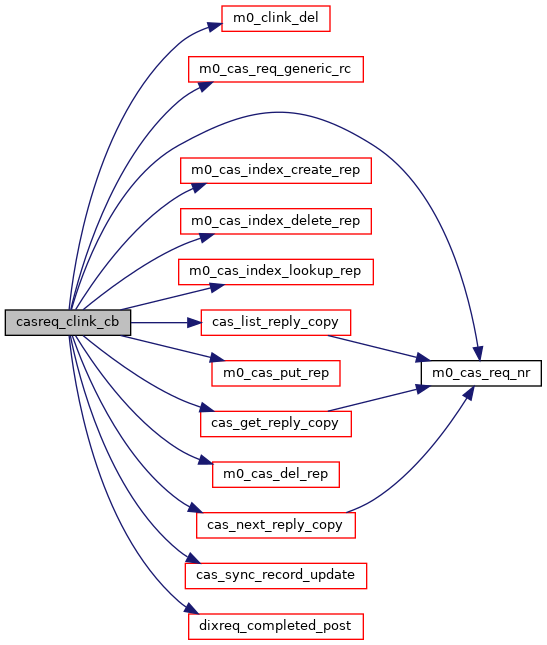 m0_clink_del
m0_cas_req_generic_rc
m0_cas_index_create_rep
m0_cas_index_delete_rep
m0_cas_index_lookup_rep
casreq_clink_cb
cas_list_reply_copy
m0_cas_put_rep
m0_cas_req_nr
cas_get_reply_copy
m0_cas_del_rep
cas_next_reply_copy
cas_sync_record_update
dixreq_completed_post